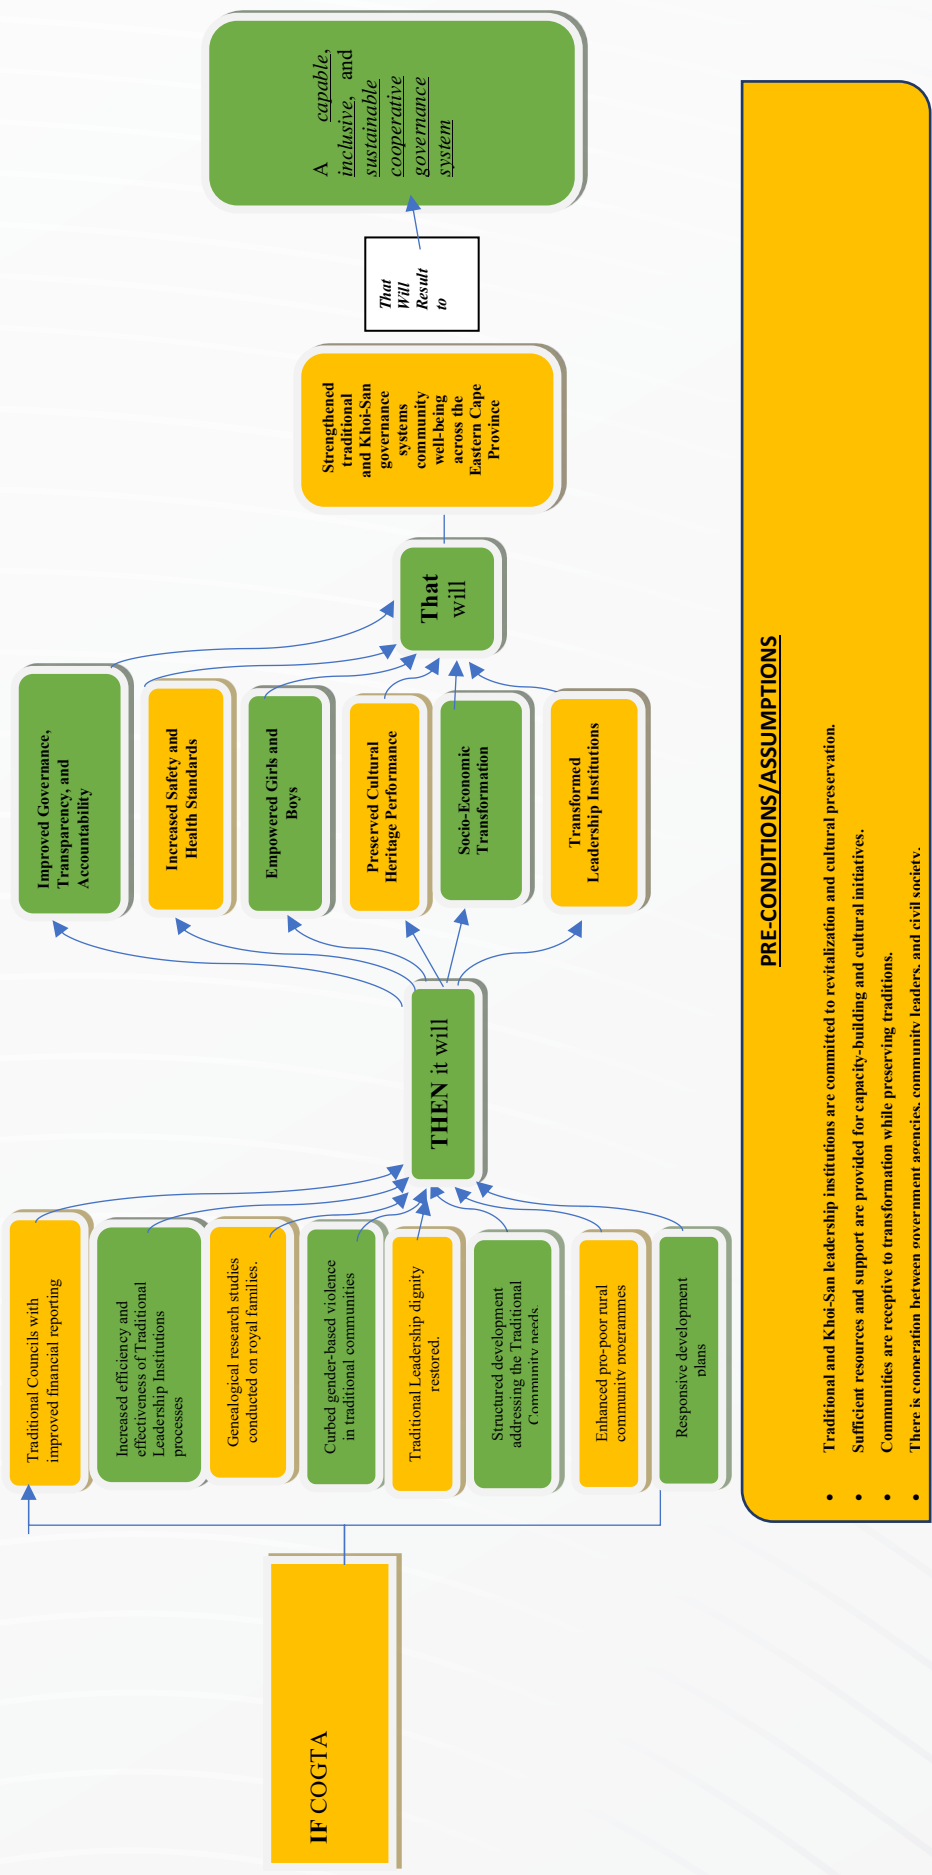 IF COGTA
Traditional Councils with
improved financial reporting
Increased efficiency and
effectiveness of Traditional
Leadership Institutions
processes
Genealogical research studies
conducted on royal families.
Curbed gender-based violence
in traditional communities
Traditional Leadership dignity
restored.
Structured development
addressing the Traditional
Community needs.
Enhanced pro-poor rural
community programmes
Responsive development
plans
THEN it will
Improved Governance,
Transparency, and
Accountability
Increased Safety and
Health Standards
Empowered Girls and
Boys
Preserved Cultural
Heritage Performance
Socio-Economic
Transformation
Transformed
Leadership Institutions
That
will
Strengthened
traditional
and Khoi-San
governance
systems
community
well-being
across the
Eastern Cape
Province
That
Will
Result
to
A capable,
inclusive, and
sustainable
cooperative
governance
system
PRE-CONDITIONS/ASSUMPTIONS
• Traditional and Khoi-San leadership institutions are committed to revitalization and cultural preservation.
• Sufficient resources and support are provided for capacity-building and cultural initiatives.
• Communities are receptive to transformation while preserving traditions.
• There is cooperation between government agencies, community leaders, and civil society.